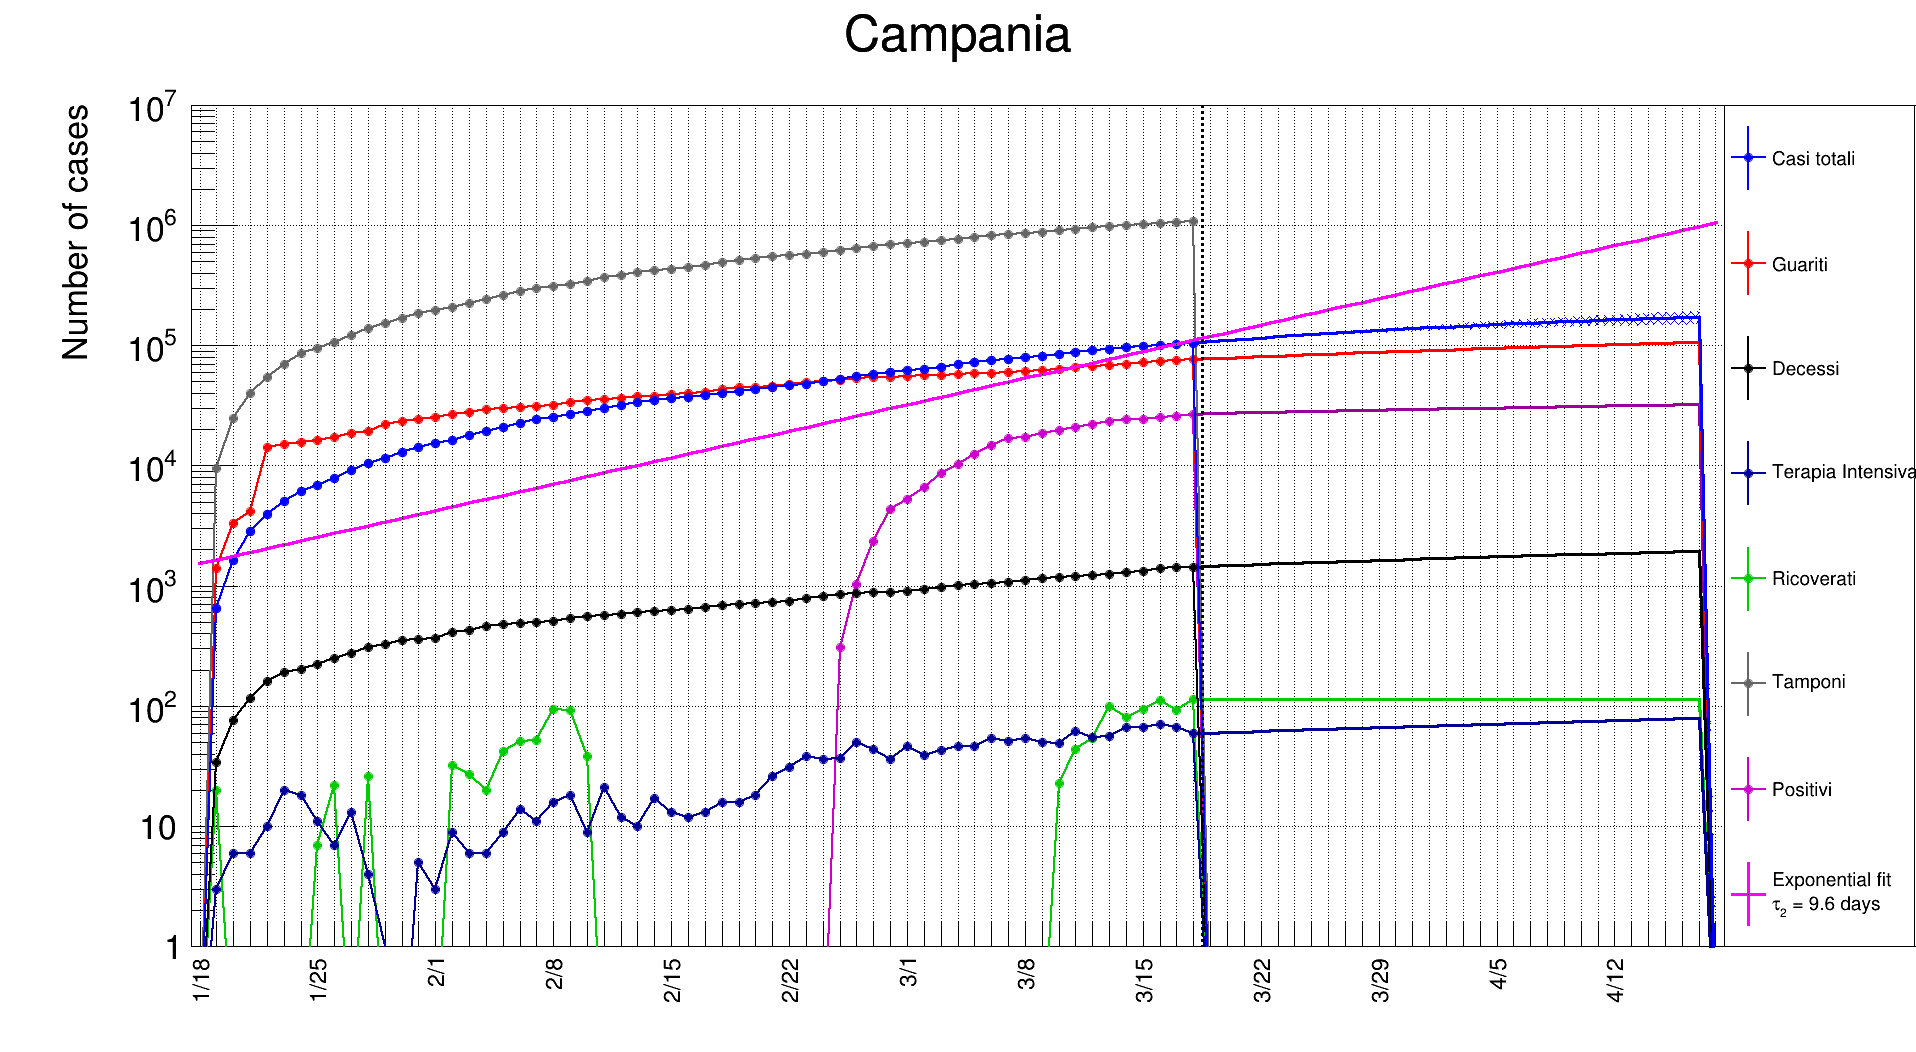 Campania
Number of cases
10^7
10^6
10^5
10^4
10^3
10^2
10
1
1/18
1/25
2/1
2/8
2/15
2/22
3/1
3/8
3/15
3/22
3/29
4/5
4/12
Casi totali
Guariti
Decessi
Terapia Intensiva
Ricoverati
Tamponi
Positivi
Exponential fit
τ₂ = 9.6 days